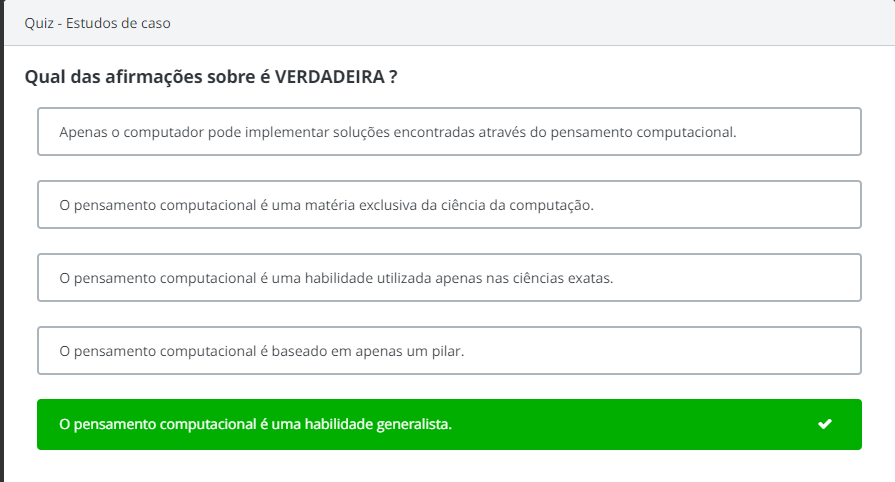 Quiz - Estudos de caso
Qual das afirmações sobre é VERDADEIRA ?
Apenas o computador pode implementar soluções encontradas através do pensamento computacional.
O pensamento computacional é uma matéria exclusiva da ciência da computação.
O pensamento computacional é uma habilidade utilizada apenas nas ciências exatas.
O pensamento computacional é baseado em apenas um pilar.
O pensamento computacional é uma habilidade generalista.